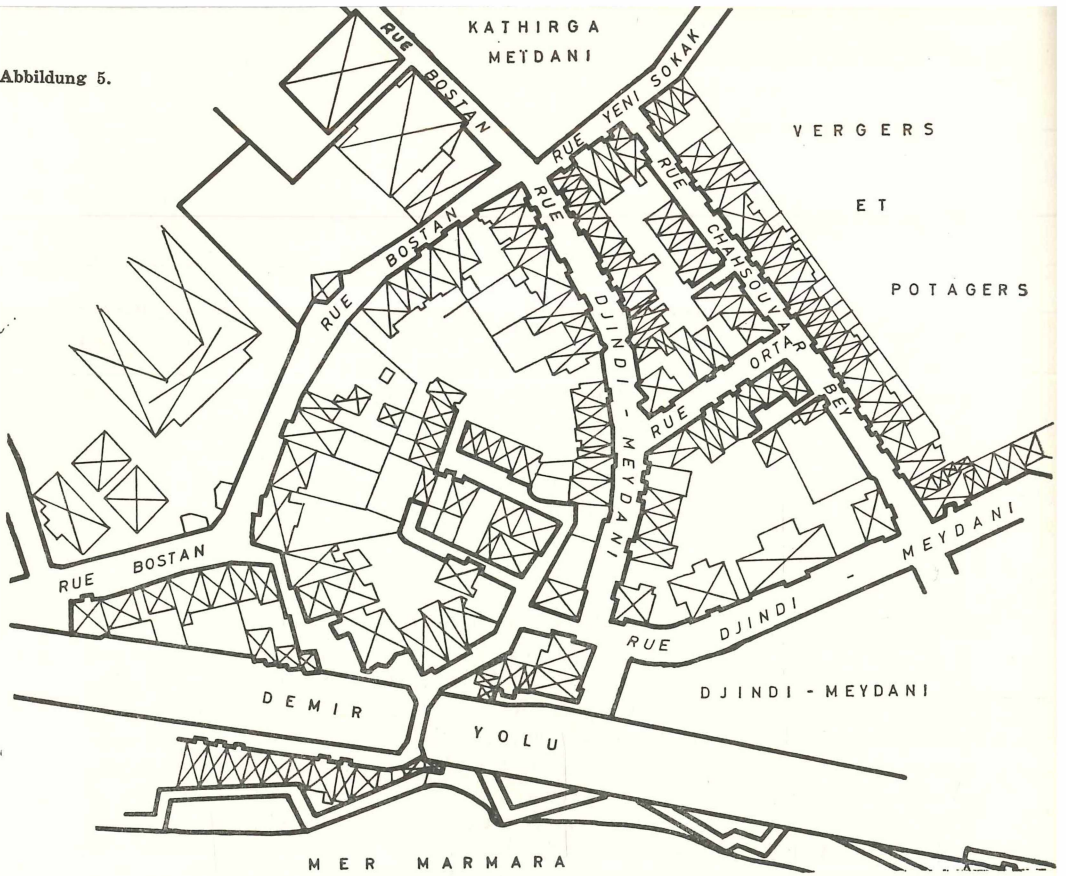 KATHIRGA
MEÏDANI
Abbildung 5.
RUE BOSTAN
RUE YENI SOKAK
VERGERS
ET
POTAGERS
RUE CHAHSOUVAR BEY
RUE DJINDI - MEYDANI
RUE BOSTAN
RUE ORTA
RUE BOSTAN
RUE DJINDI - MEYDANI
DJINDI - MEYDANI
DEMIR YOLU
MER MARMARA